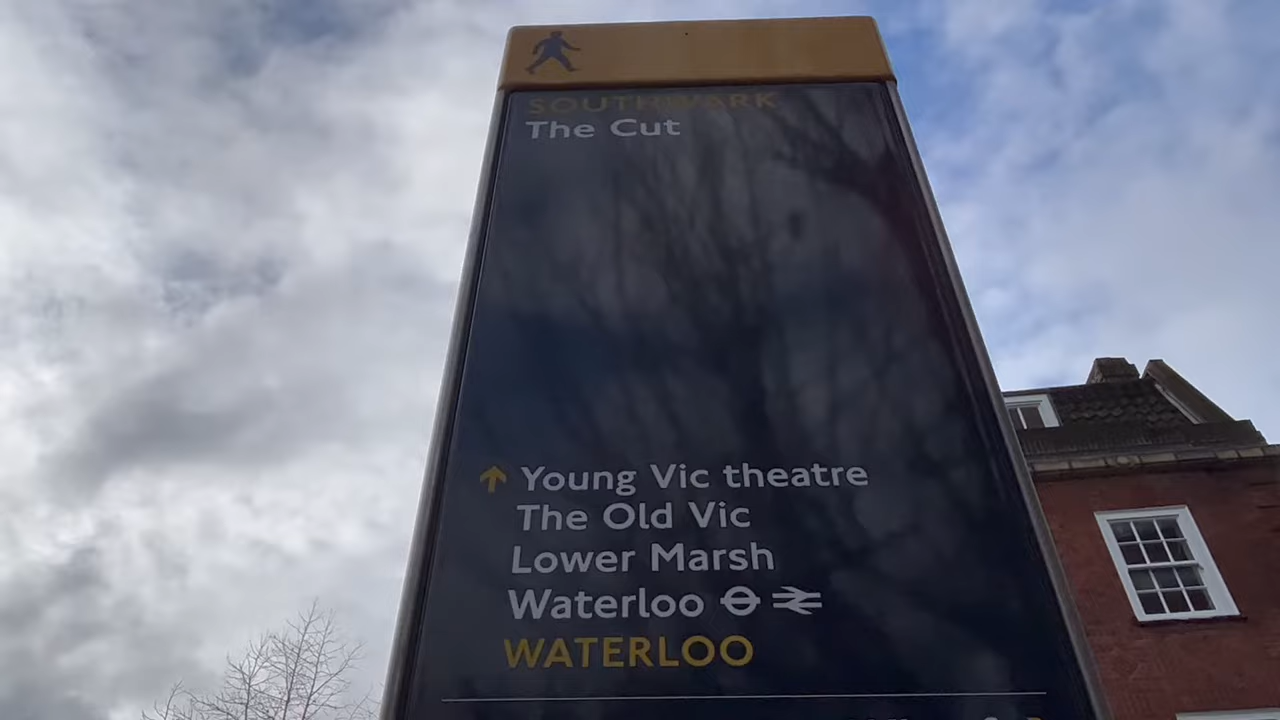 SOUTHWARK
The Cut
Young Vic theatre
The Old Vic
Lower Marsh
Waterloo
WATERLOO